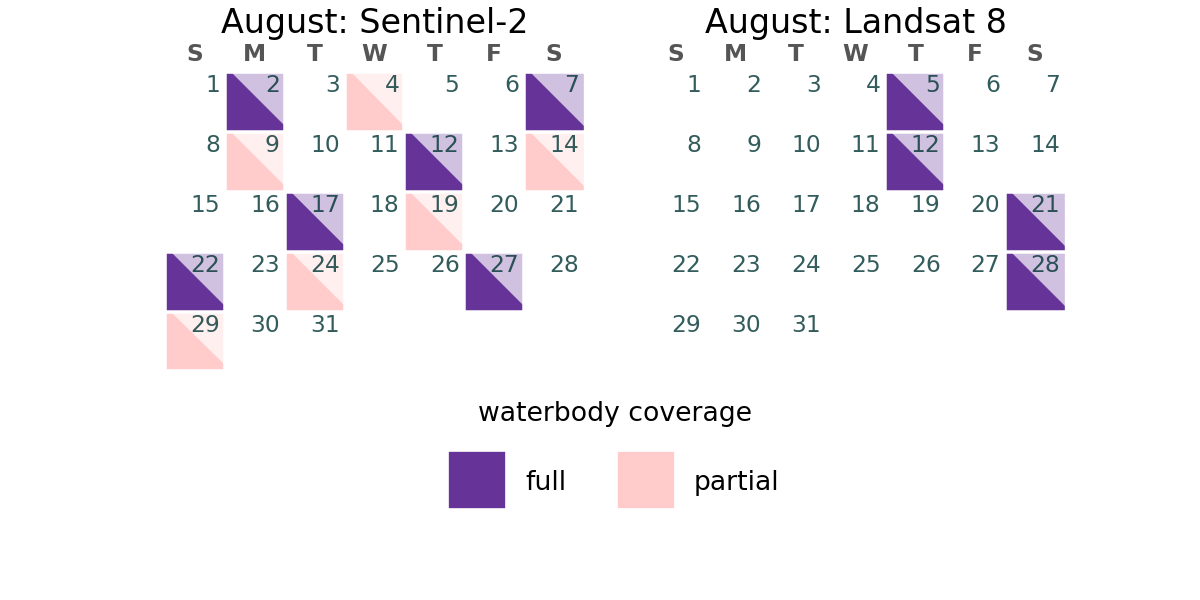 August: Sentinel-2
S M T W T F S
1 2 3 4 5 6 7
8 9 10 11 12 13 14
15 16 17 18 19 20 21
22 23 24 25 26 27 28
29 30 31
August: Landsat 8
S M T W T F S
1 2 3 4 5 6 7
8 9 10 11 12 13 14
15 16 17 18 19 20 21
22 23 24 25 26 27 28
29 30 31
waterbody coverage
full
partial